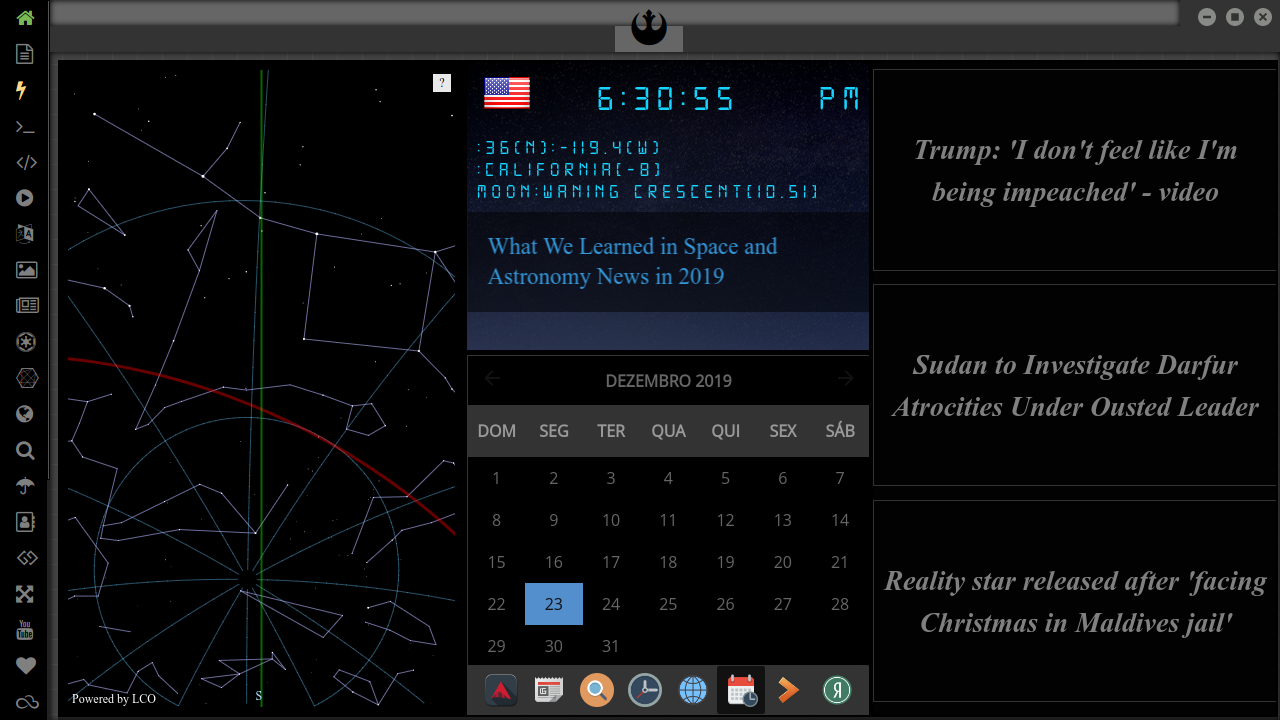 ?
Powered by LCO
S
6:30:55 PM
:36(N):-119.4(W)
:CALIFORNIA(-8)
MOON:WANING CRESCENT(10.51)
What We Learned in Space and
Astronomy News in 2019
DEZEMBRO 2019
DOM SEG TER QUA QUI SEX SÁB
1 2 3 4 5 6 7
8 9 10 11 12 13 14
15 16 17 18 19 20 21
22 23 24 25 26 27 28
29 30 31
Я
Trump: 'I don't feel like I'm
being impeached' - video
Sudan to Investigate Darfur
Atrocities Under Ousted Leader
Reality star released after 'facing
Christmas in Maldives jail'